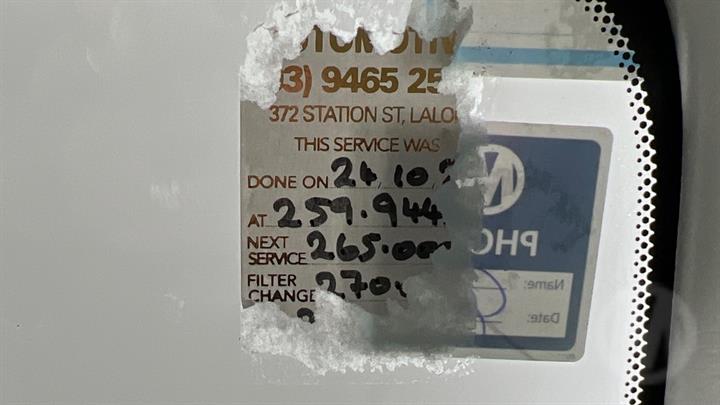 3) 9465 25
372 STATION ST, LALO
THIS SERVICE WAS
DONE ON 24, 10,
AT 259.944
NEXT SERVICE 265.00
FILTER CHANGE 270
PHO
Name:
Date: